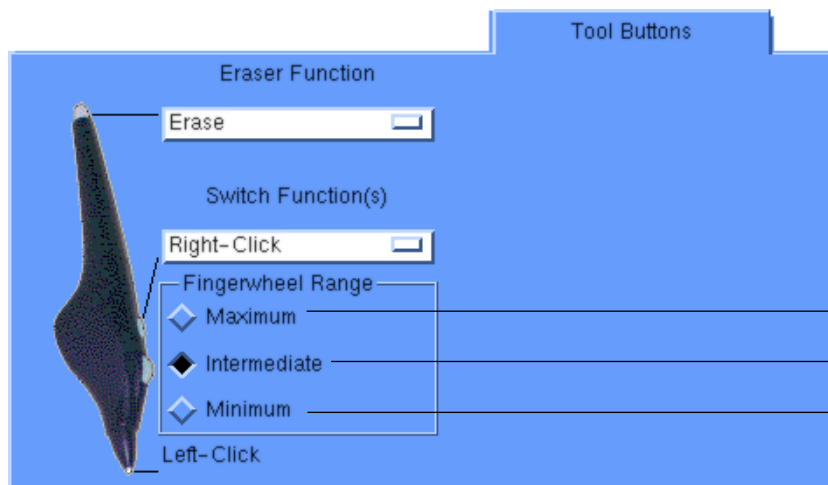 Tool Buttons
Eraser Function
Erase
Switch Function(s)
Right-Click
Fingerwheel Range
Maximum
Intermediate
Minimum
Left-Click